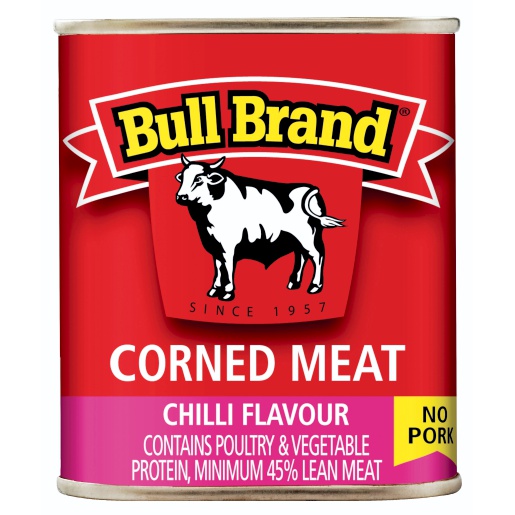 Bull Brand®
SINCE 1957
CORNED MEAT
CHILLI FLAVOUR
CONTAINS POULTRY & VEGETABLE
PROTEIN, MINIMUM 45% LEAN MEAT
NO
PORK